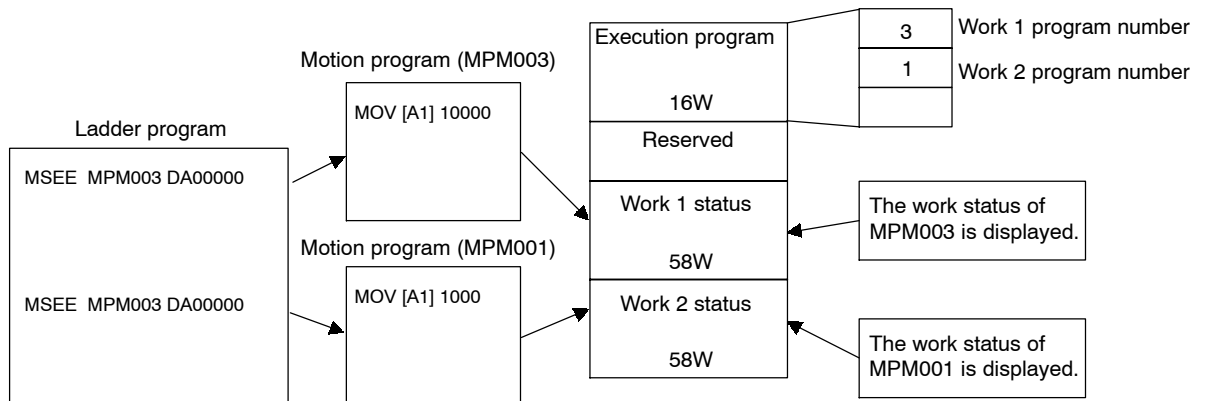 Ladder program
MSEE MPM003 DA00000
MSEE MPM003 DA00000
Motion program (MPM003)
MOV [A1] 10000
Motion program (MPM001)
MOV [A1] 1000
Execution program
16W
Reserved
Work 1 status
58W
Work 2 status
58W
3
Work 1 program number
1
Work 2 program number
The work status of
MPM003 is displayed.
The work status of
MPM001 is displayed.